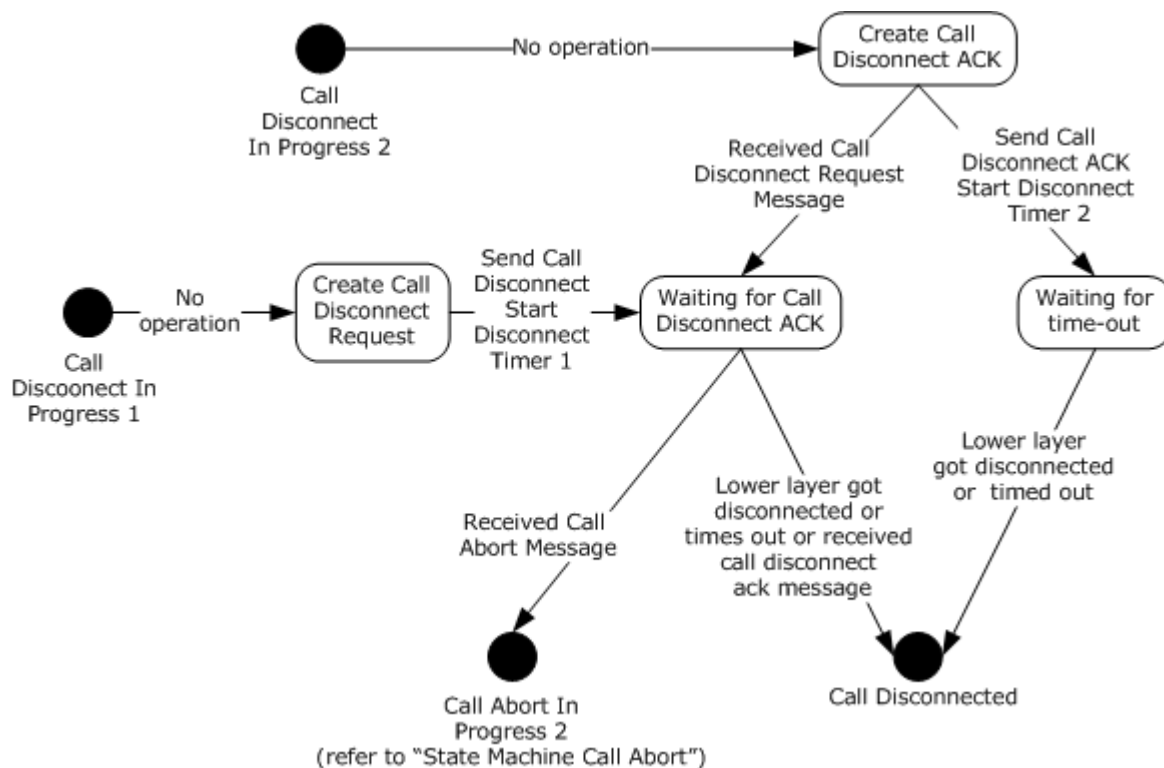 No operation
Create Call
Disconnect ACK
Call
Disconnect
In Progress 2
Received Call
Disconnect Request
Message
Send Call
Disconnect ACK
Start Disconnect
Timer 2
No
operation
Create Call
Disconnect
Request
Send Call
Disconnect
Start
Disconnect
Timer 1
Waiting for Call
Disconnect ACK
Waiting for
time-out
Call
Discoonect In
Progress 1
Received Call
Abort Message
Lower layer got
disconnected or
times out or received
call disconnect
ack message
Lower layer
got disconnected
or timed out
Call Abort In
Progress 2
(refer to “State Machine Call Abort”)
Call Disconnected